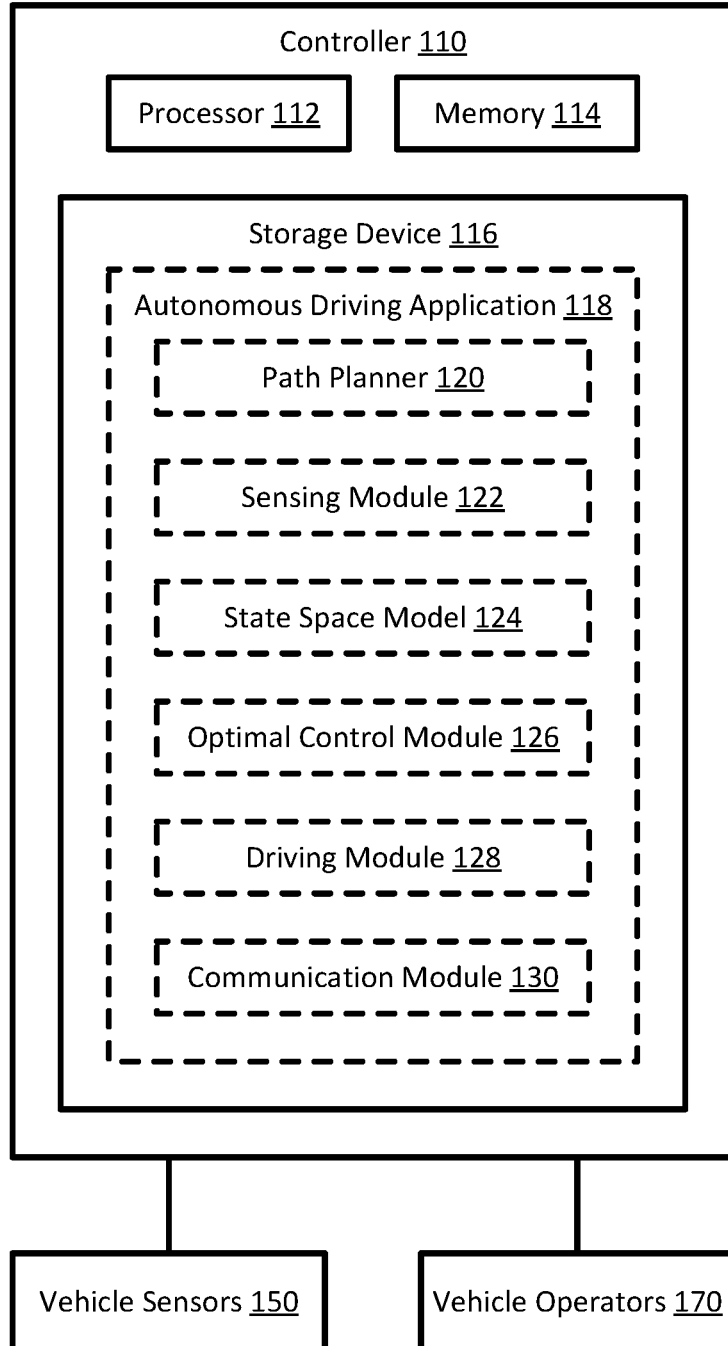 Controller 110
Processor 112
Memory 114
Storage Device 116
Autonomous Driving Application 118
Path Planner 120
Sensing Module 122
State Space Model 124
Optimal Control Module 126
Driving Module 128
Communication Module 130
Vehicle Sensors 150
Vehicle Operators 170